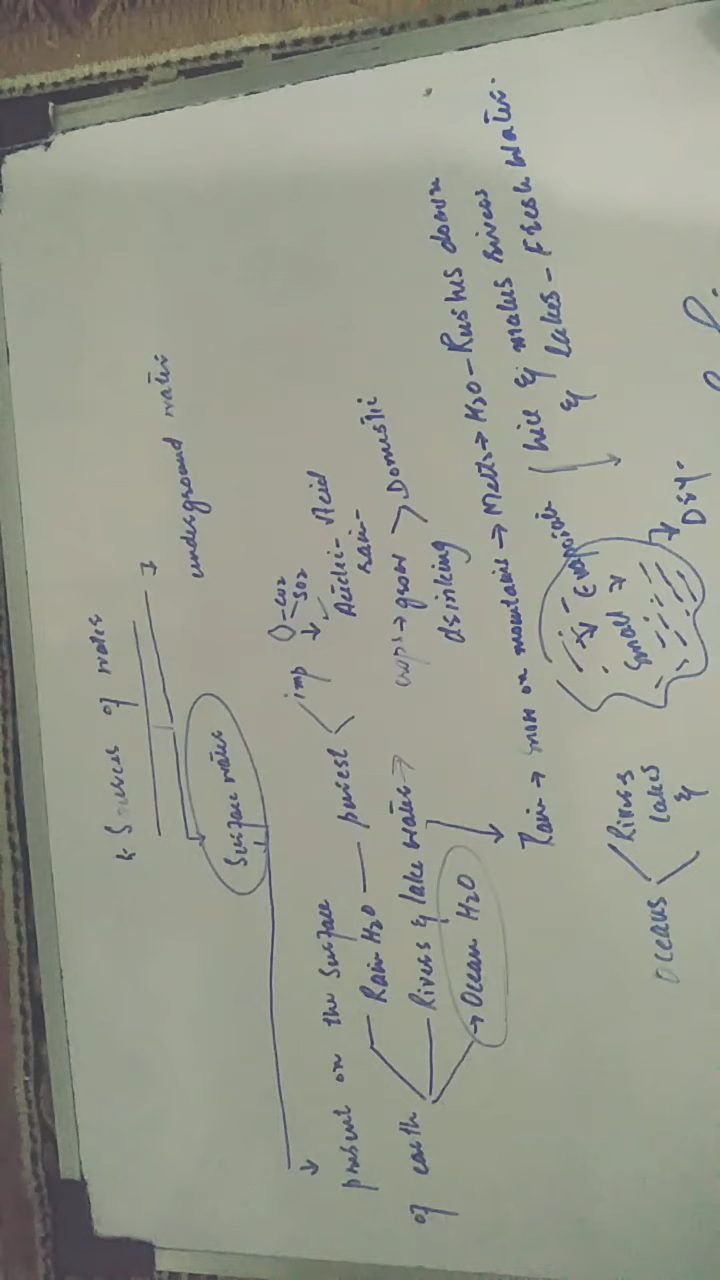 Sources of water
Surface water
underground water
present on the surface
of earth
Rain H2O — purest
imp
CO2
SO2
Acidic - Acid
rain
Rivers & lake water →
crops → grow
drinking
Domestic
→ Ocean H2O
Rain → snow on mountains → Melts → H2O - Rushes down
hill & makes rivers
& lakes - Fresh water.
Oceans
Rivers
&
lakes
Evaporate
Small
Dry.